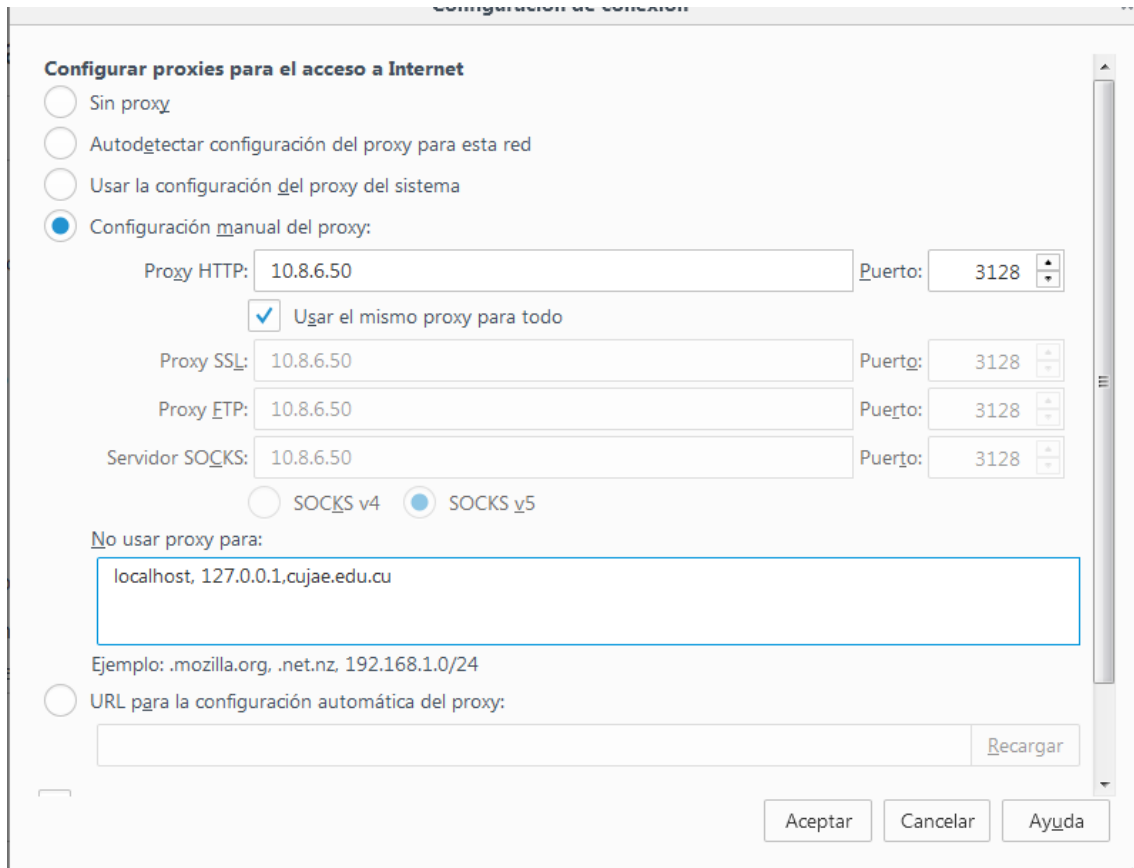 Configuración de conexión
Configurar proxies para el acceso a Internet
Sin proxy
Autodetectar configuración del proxy para esta red
Usar la configuración del proxy del sistema
Configuración manual del proxy:
Proxy HTTP: 10.8.6.50 Puerto: 3128
Usar el mismo proxy para todo
Proxy SSL: 10.8.6.50 Puerto: 3128
Proxy FTP: 10.8.6.50 Puerto: 3128
Servidor SOCKS: 10.8.6.50 Puerto: 3128
SOCKS v4 SOCKS v5
No usar proxy para:
localhost, 127.0.0.1,cujae.edu.cu
Ejemplo: .mozilla.org, .net.nz, 192.168.1.0/24
URL para la configuración automática del proxy:
Recargar
Aceptar Cancelar Ayuda